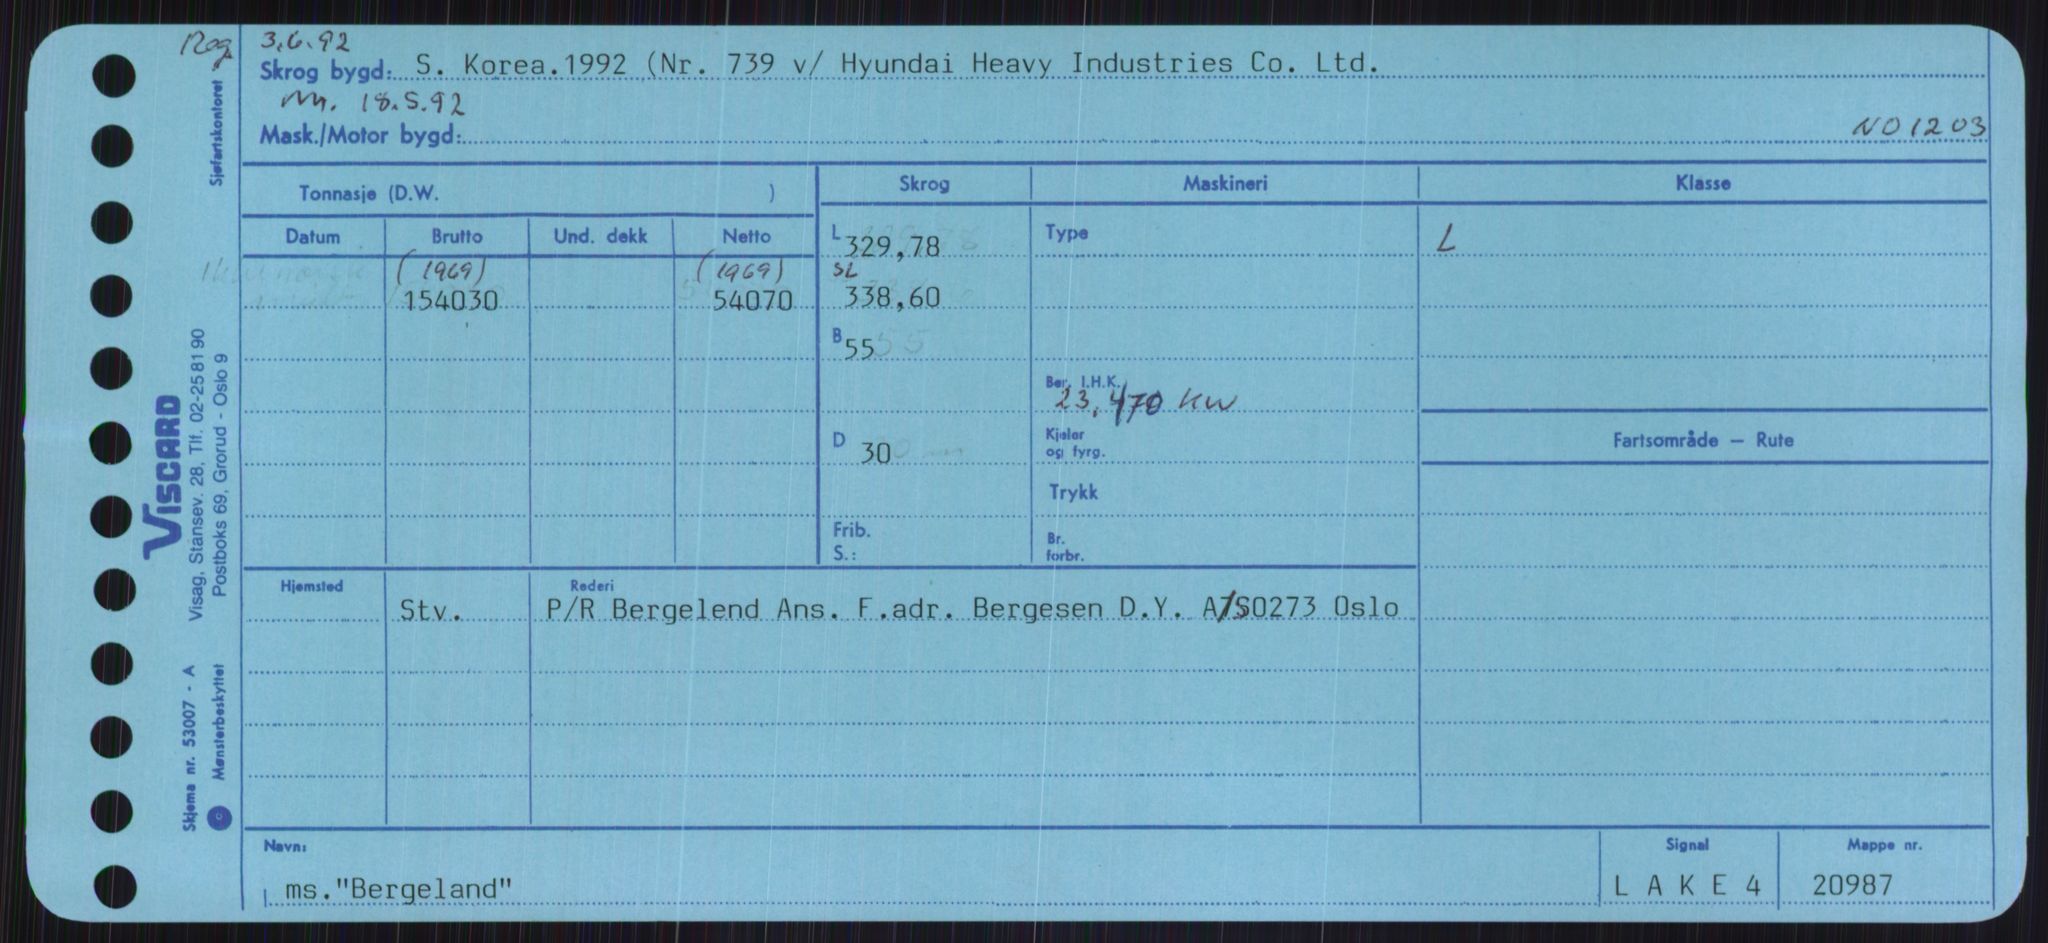 Reg. 3.6.92
Skrog bygd: S. Korea.1992 (Nr. 739 v/ Hyundai Heavy Industries Co. Ltd.
18.5.92
Mask./Motor bygd:
NO 1203
Tonnasje (D.W. )
Skrog Maskineri Klasse
Datum Brutto Und. dekk Netto
L 329,78 Type L
(1969) (1969) SL
154030 54070 338,60
B 55
Ber. I.H.K.
23,470 KW
D 30 Kjeler og fyrg.
Fartsområde — Rute
Trykk
Frib.
S.:
Br. forbr.
Hjemsted Rederi
Stv. P/R Bergelend Ans. F.adr. Bergesen D.Y. A/S0273 Oslo
Navn: Signal Mappe nr.
ms."Bergeland" L A K E 4 20987
Sjøfartskontoret
VISCARD
Visag, Stansev. 28, Tlf. 02-25 81 90
Postboks 69, Grorud - Oslo 9
Skjema nr. 53007 - A
© Mønsterbeskyttet